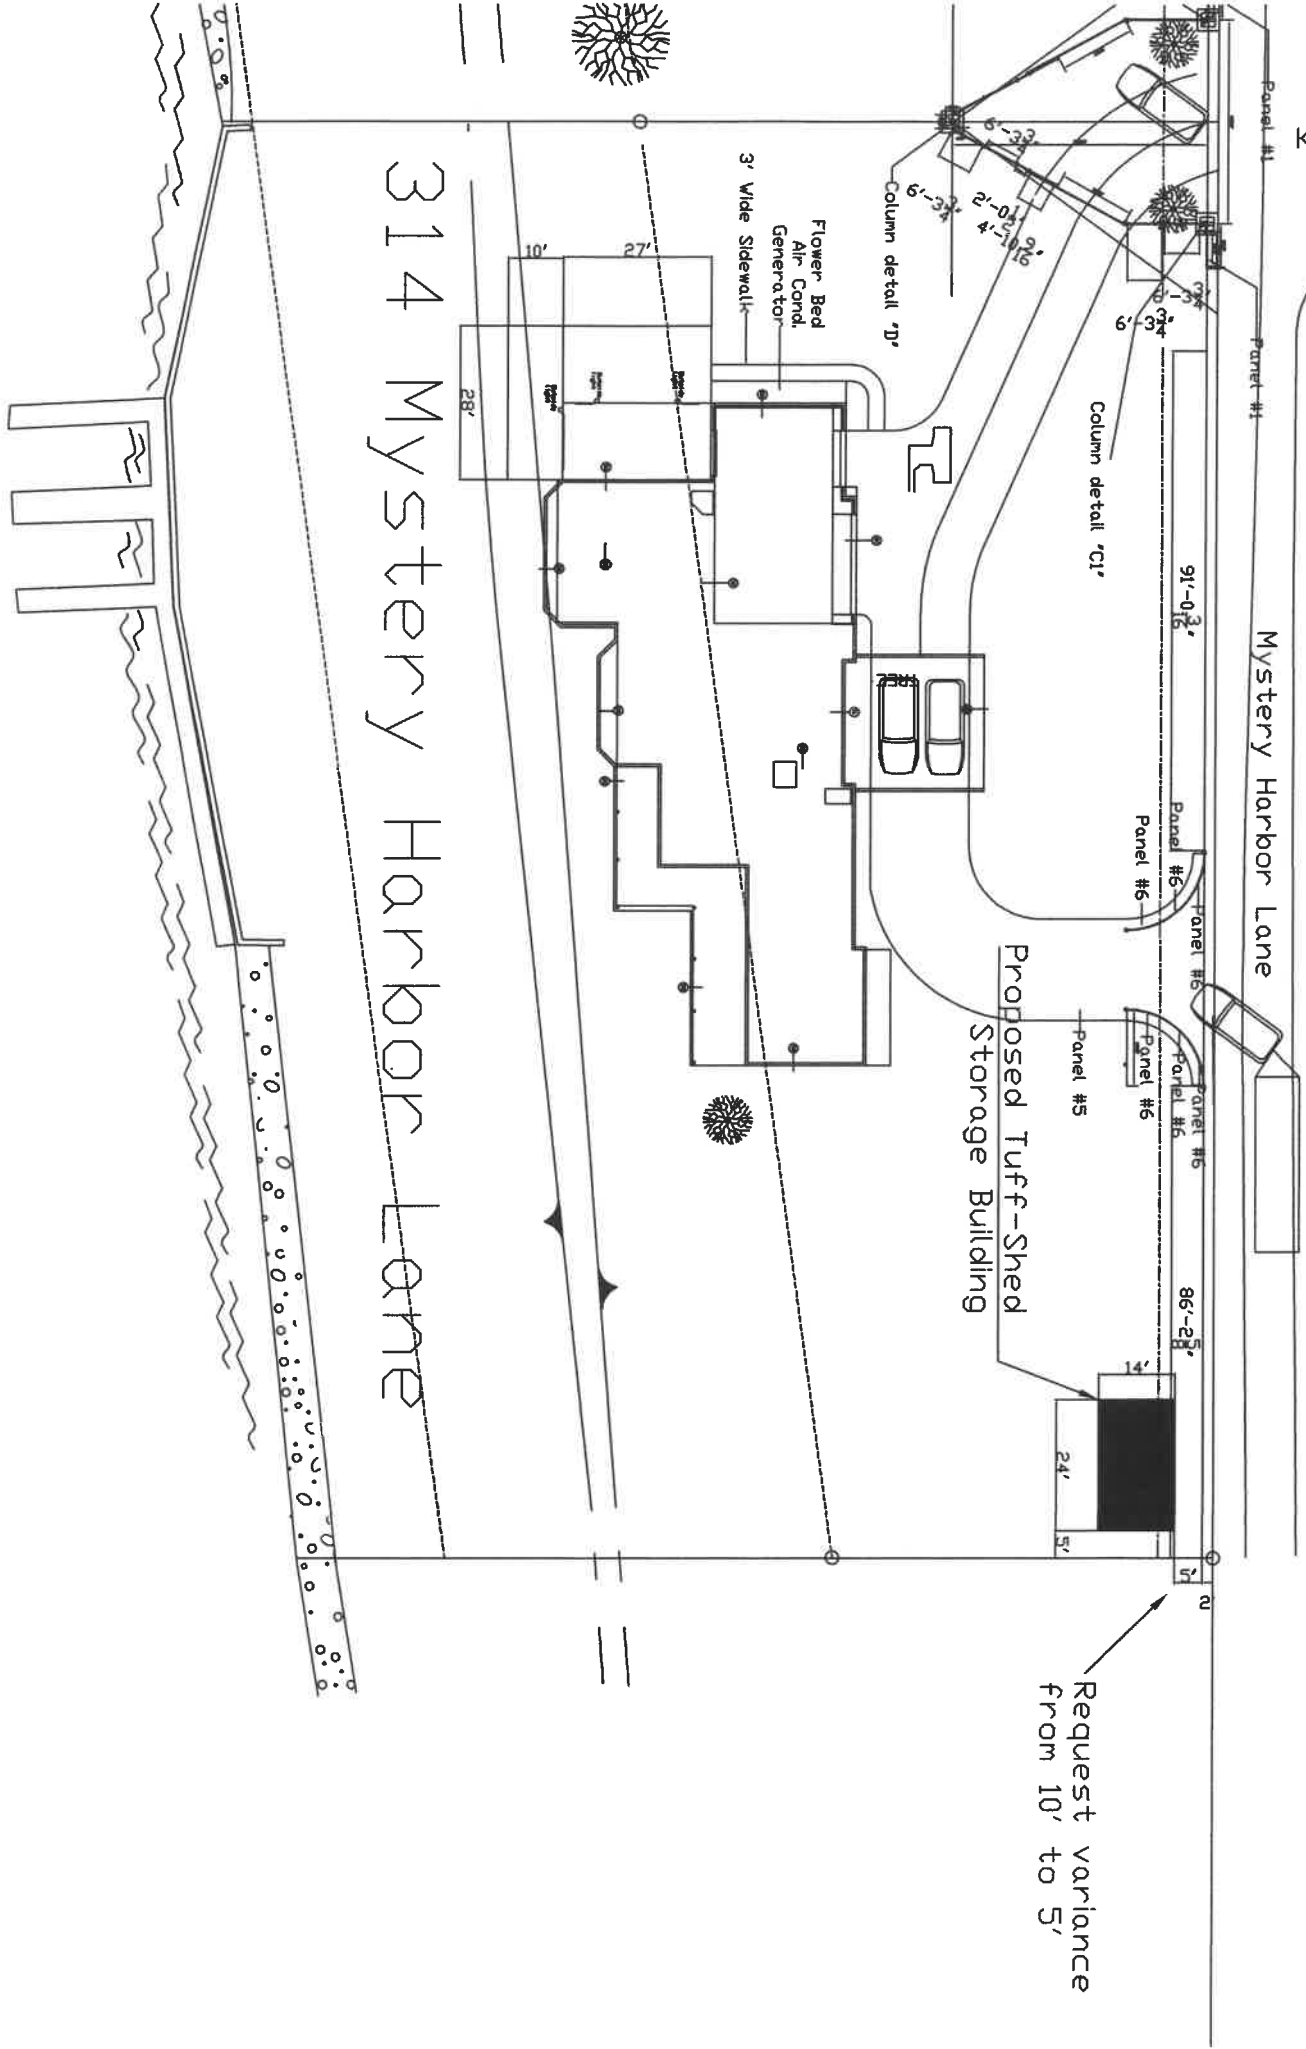 Panel #1
Panel #1
Mystery Harbor Lane
K
6'-3 3/4"
6'-3 3/4"
2'-0 1/2"
4'-10 9/16"
6'-3 3/4"
6'-3 3/4"
Column detail "D"
Column detail "C1"
91'-0 3/16"
Panel #6
Panel #6
Panel #6
Panel #6
Panel #6
Panel #6
Panel #5
86'-2 5/8"
Flower Bed
Air Cond.
Generator
3' Wide Sidewalk
27'
10'
28'
Proposed Tuff-Shed
Storage Building
14'
24'
5'
5'
2'
Request variance
from 10' to 5'
314 Mystery Harbor Lane